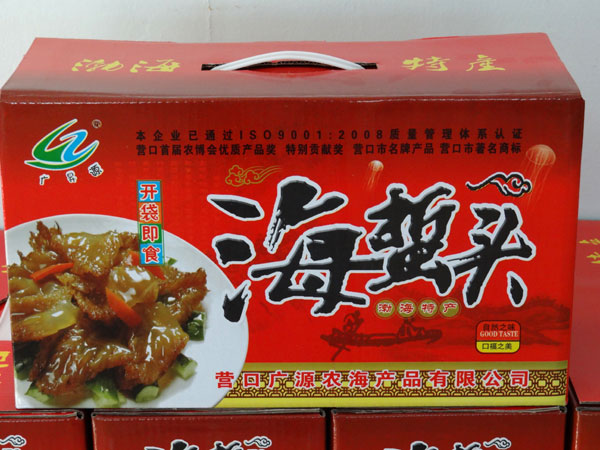 渤海 特产
本企业已通过ISO9001:2008质量管理体系认证
营口首届农博会优质产品奖 特别贡献奖 营口市名牌产品 营口市著名商标
开袋即食
海蜇头
渤海特产
自然之味
GOOD TASTE
口福之美
营口广源农海产品有限公司